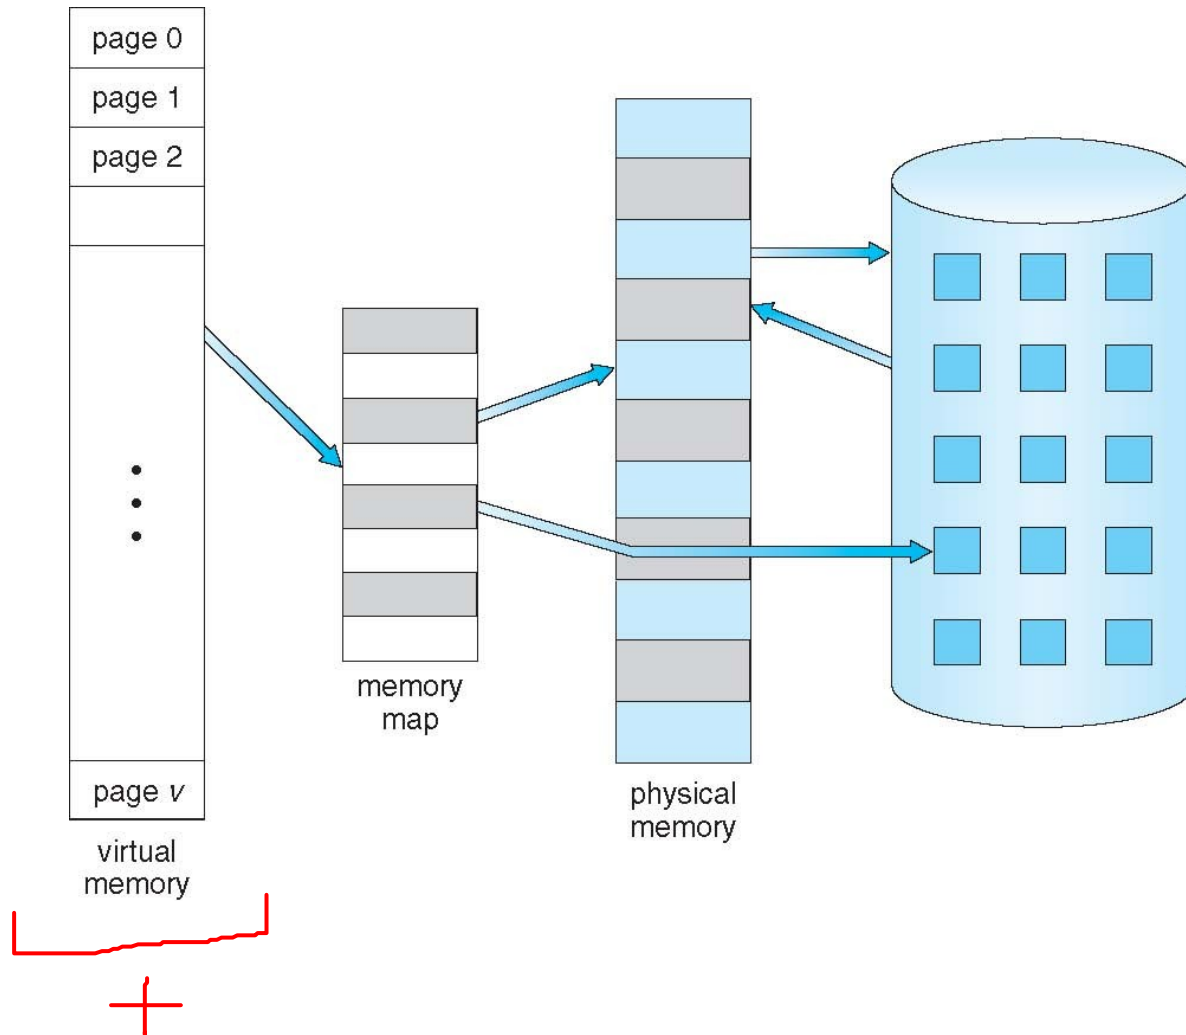 page 0
page 1
page 2
page v
virtual
memory
memory
map
physical
memory